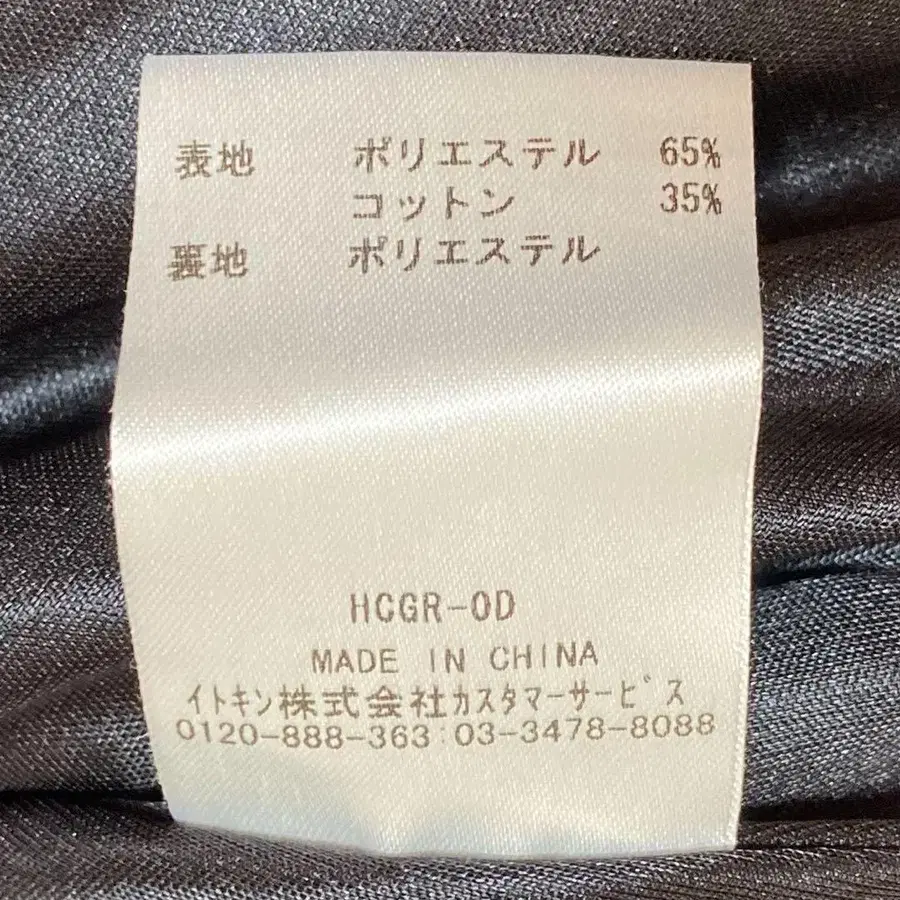 表地 ポリエステル 65%
コットン 35%
裏地 ポリエステル
HCGR-0D
MADE IN CHINA
イトキン株式会社カスタマーサービス
0120-888-363:03-3478-8088